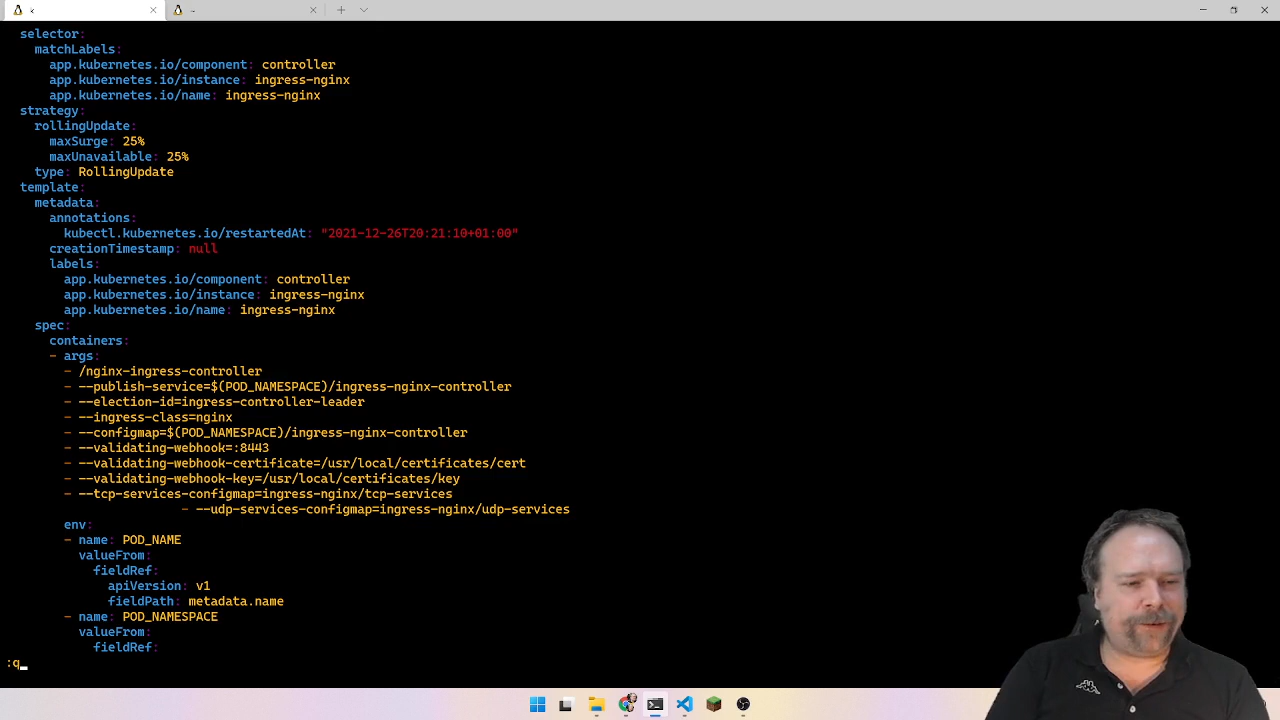 selector:
matchLabels:
app.kubernetes.io/component: controller
app.kubernetes.io/instance: ingress-nginx
app.kubernetes.io/name: ingress-nginx
strategy:
rollingUpdate:
maxSurge: 25%
maxUnavailable: 25%
type: RollingUpdate
template:
metadata:
annotations:
kubectl.kubernetes.io/restartedAt: "2021-12-26T20:21:10+01:00"
creationTimestamp: null
labels:
app.kubernetes.io/component: controller
app.kubernetes.io/instance: ingress-nginx
app.kubernetes.io/name: ingress-nginx
spec:
containers:
- args:
- /nginx-ingress-controller
- --publish-service=$(POD_NAMESPACE)/ingress-nginx-controller
- --election-id=ingress-controller-leader
- --ingress-class=nginx
- --configmap=$(POD_NAMESPACE)/ingress-nginx-controller
- --validating-webhook=:8443
- --validating-webhook-certificate=/usr/local/certificates/cert
- --validating-webhook-key=/usr/local/certificates/key
- --tcp-services-configmap=ingress-nginx/tcp-services
- --udp-services-configmap=ingress-nginx/udp-services
env:
- name: POD_NAME
valueFrom:
fieldRef:
apiVersion: v1
fieldPath: metadata.name
- name: POD_NAMESPACE
valueFrom:
fieldRef:
:q